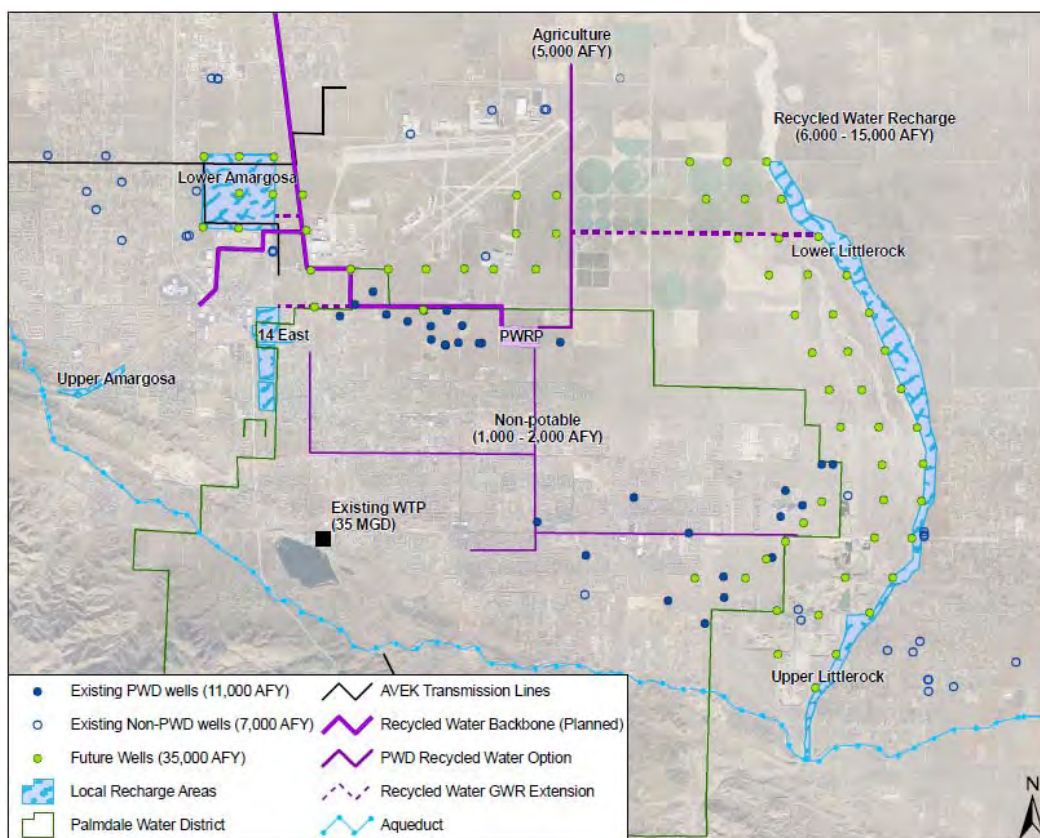 Agriculture
(5,000 AFY)
Recycled Water Recharge
(6,000 - 15,000 AFY)
Lower Amargosa
Lower Littlerock
14 East
PWRP
Upper Amargosa
Non-potable
(1,000 - 2,000 AFY)
Existing WTP
(35 MGD)
Upper Littlerock
Existing PWD wells (11,000 AFY)
Existing Non-PWD wells (7,000 AFY)
Future Wells (35,000 AFY)
Local Recharge Areas
Palmdale Water District
AVEK Transmission Lines
Recycled Water Backbone (Planned)
PWD Recycled Water Option
Recycled Water GWR Extension
Aqueduct
N